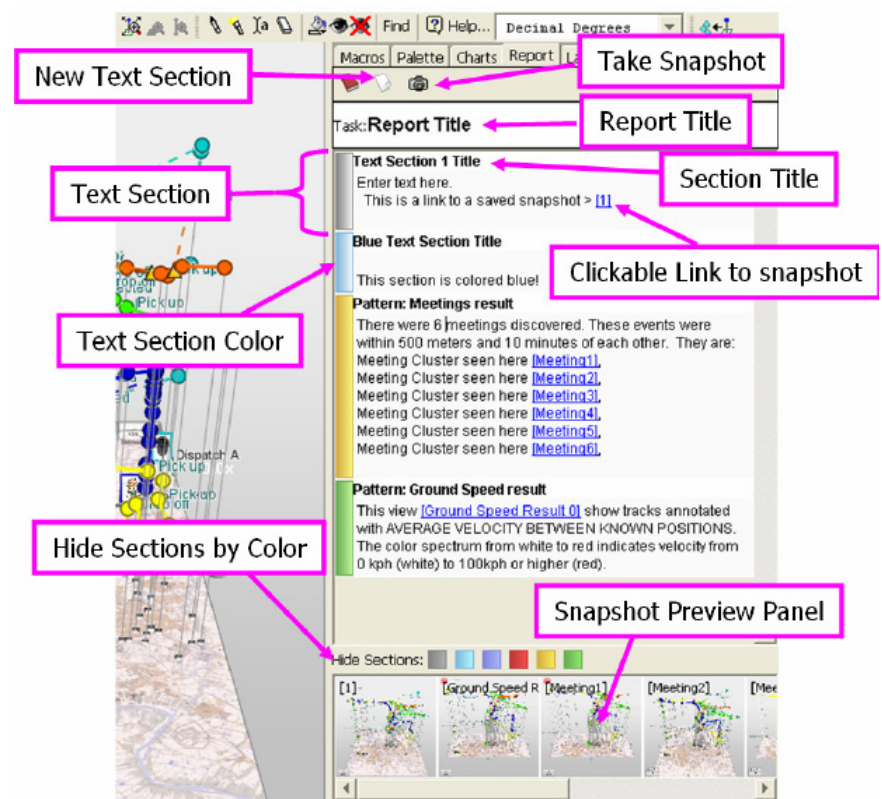 Find Help... Decimal Degrees
Macros Palette Charts Report La
New Text Section
Take Snapshot
Task: Report Title
Report Title
Text Section 1 Title
Section Title
Text Section
Enter text here.
This is a link to a saved snapshot > [1]
Blue Text Section Title
Clickable Link to snapshot
This section is colored blue!
Pick up
Text Section Color
Pattern: Meetings result
There were 6 meetings discovered. These events were
within 500 meters and 10 minutes of each other. They are:
Meeting Cluster seen here [Meeting1],
Meeting Cluster seen here [Meeting2],
Meeting Cluster seen here [Meeting3],
Meeting Cluster seen here [Meeting4],
Meeting Cluster seen here [Meeting5],
Meeting Cluster seen here [Meeting6],
Dispatch A
Pick up
Pick-up
Pattern: Ground Speed result
This view [Ground Speed Result 0] show tracks annotated
with AVERAGE VELOCITY BETWEEN KNOWN POSITIONS.
The color spectrum from white to red indicates velocity from
0 kph (white) to 100kph or higher (red).
Hide Sections by Color
Snapshot Preview Panel
Hide Sections:
[1]- [Ground Speed R [Meeting1] [Meeting2] [Mee